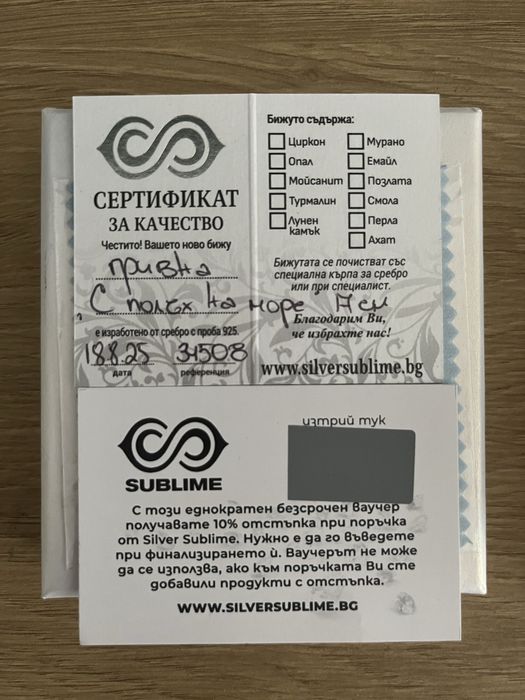 СЕРТИФИКАТ
ЗА КАЧЕСТВО
Честито! Вашето ново бижу
гривна
"С полъх на море"
е изработено от сребро с проба 925.
18.8.25 31508
дата референция
Бижуто съдържа:
Циркон Мурано
Опал Емайл
Мойсанит Позлата
Турмалин Смола
Лунен камък Перла
Ахат
Бижутата се почистват със
специална кърпа за сребро
или при специалист.
Благодарим Ви,
че избрахте нас!
www.silversublime.bg
SUBLIME
изтрий тук
С този еднократен безсрочен ваучер
получавате 10% отстъпка при поръчка
от Silver Sublime. Нужно е да го въведете
при финализирането ѝ. Ваучерът не може
да се използва, ако към поръчката Ви сте
добавили продукти с отстъпка.
WWW.SILVERSUBLIME.BG